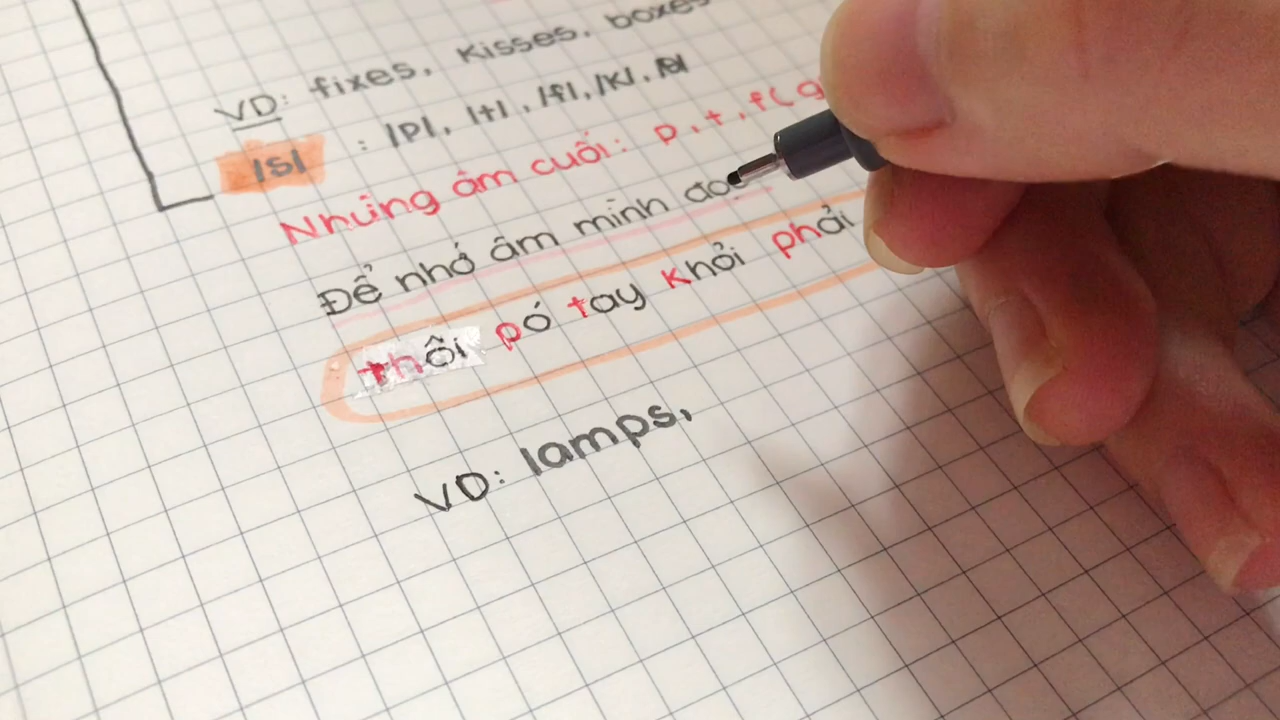 VD: fixes, kisses, boxes
/s/ : /p/, /t/, /f/, /k/, /θ/
Những âm cuối: p, t, f( g
Để nhớ âm mình đọc
thôi pó tay khỏi phải
VD: lamps,